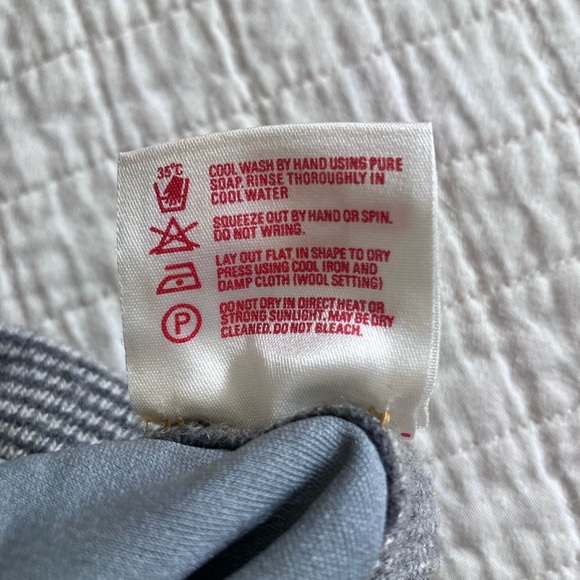 35°C
COOL WASH BY HAND USING PURE
SOAP. RINSE THOROUGHLY IN
COOL WATER
SQUEEZE OUT BY HAND OR SPIN.
DO NOT WRING.
LAY OUT FLAT, IN SHAPE TO DRY
PRESS USING COOL IRON AND
DAMP CLOTH (WOOL SETTING)
P
DO NOT DRY IN DIRECT HEAT OR
STRONG SUNLIGHT. MAY BE DRY
CLEANED. DO NOT BLEACH.